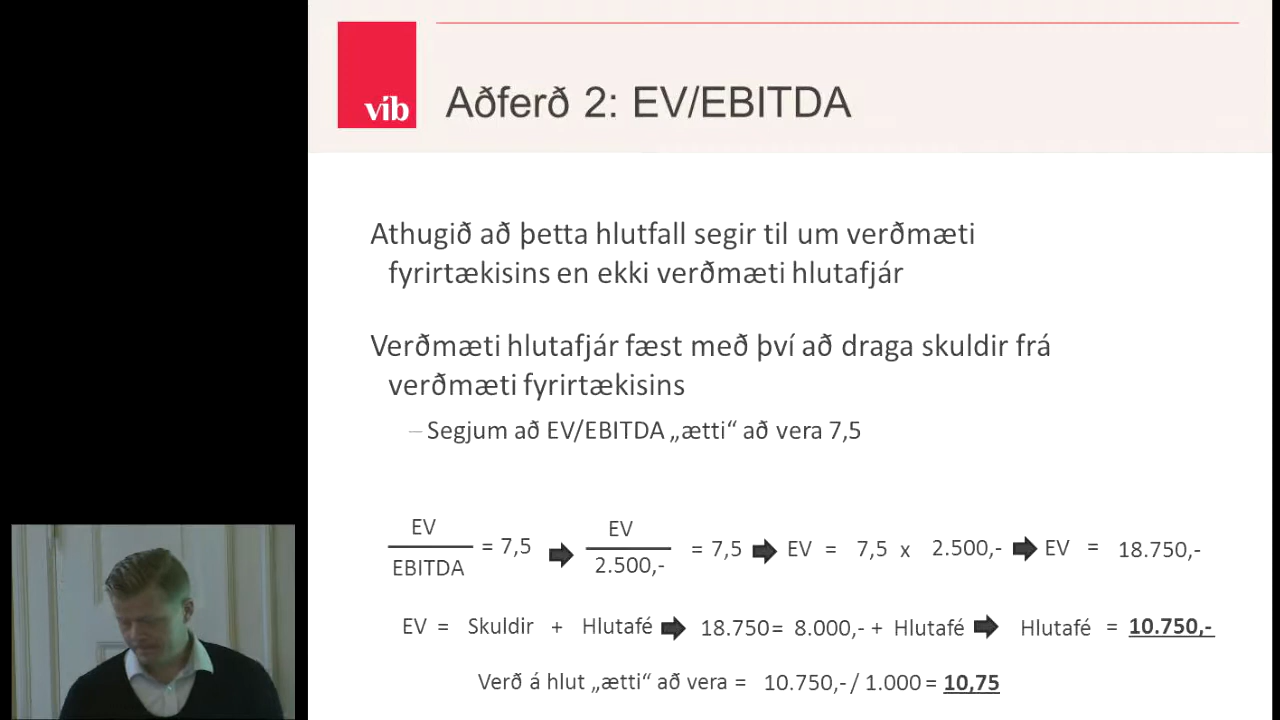 víb
Aðferð 2: EV/EBITDA
Athugið að þetta hlutfall segir til um verðmæti
fyrirtækisins en ekki verðmæti hlutafjár
Verðmæti hlutafjár fæst með því að draga skuldir frá
verðmæti fyrirtækisins
– Segjum að EV/EBITDA „ætti“ að vera 7,5
EV EV
= 7,5 = 7,5 EV = 7,5 x 2.500,- EV = 18.750,-
EBITDA 2.500,-
EV = Skuldir + Hlutafé 18.750 = 8.000,- + Hlutafé Hlutafé = 10.750,-
Verð á hlut „ætti“ að vera = 10.750,- / 1.000 = 10,75